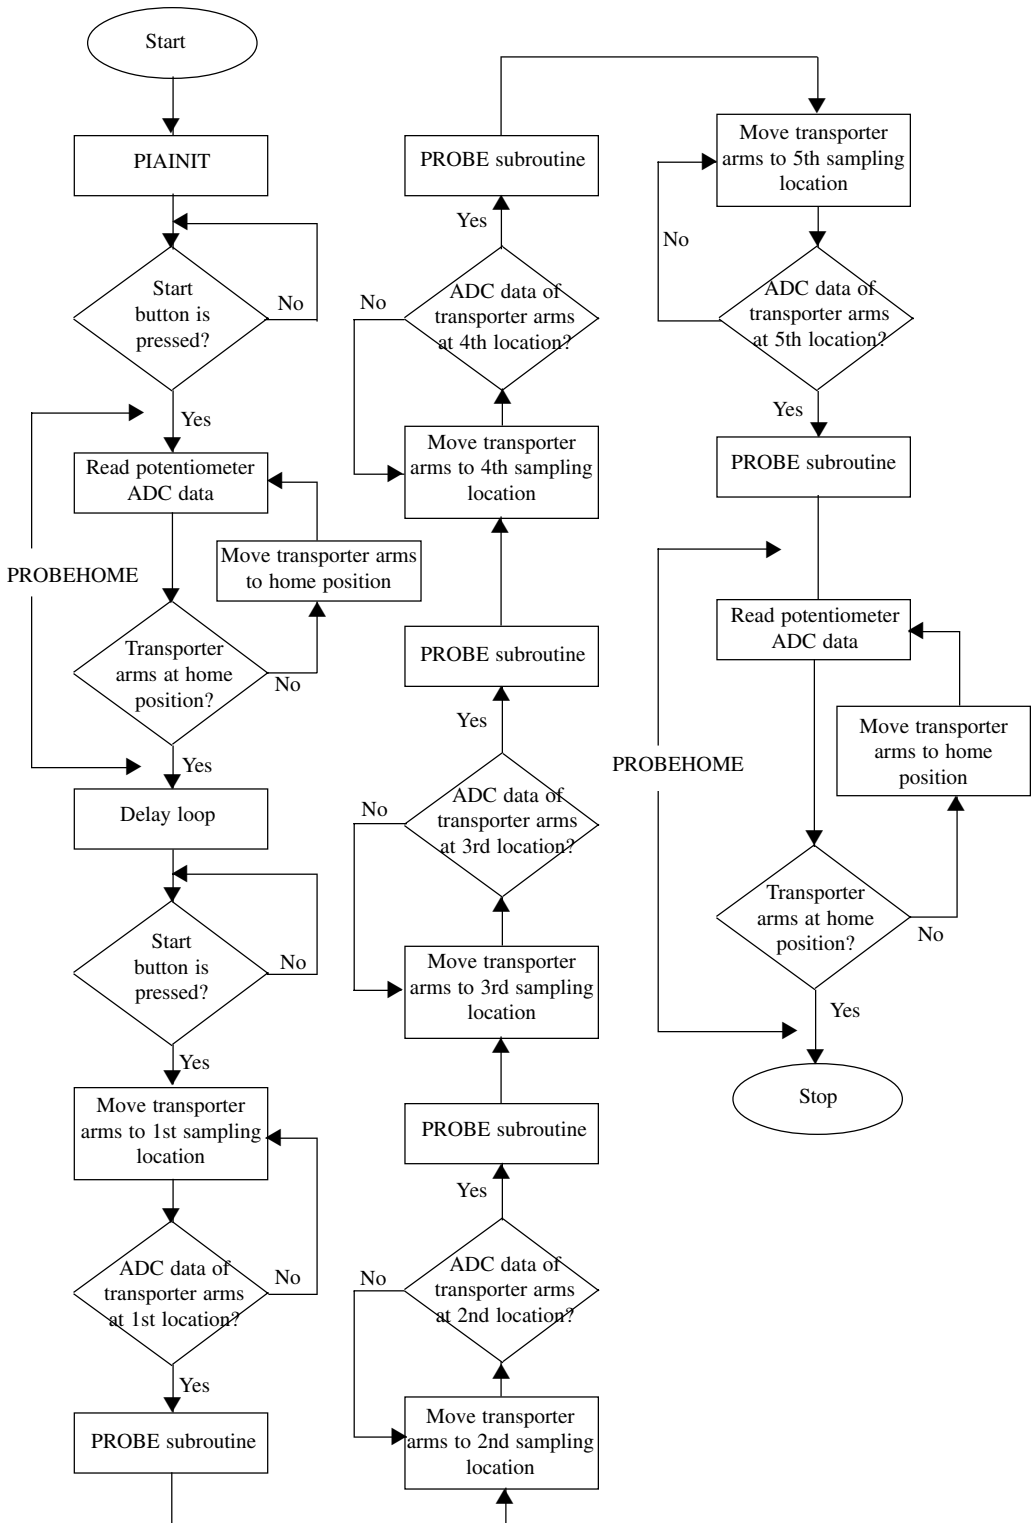 Start
PIAINIT
Start
button is
pressed?
No
Yes
Read potentiometer
ADC data
Move transporter arms
to home position
PROBEHOME
Transporter
arms at home
position?
No
Yes
Delay loop
Start
button is
pressed?
No
Yes
Move transporter
arms to 1st sampling
location
ADC data of
transporter arms
at 1st location?
No
Yes
PROBE subroutine
PROBE subroutine
Yes
ADC data of
transporter arms
at 4th location?
No
Move transporter
arms to 4th sampling
location
PROBE subroutine
Yes
ADC data of
transporter arms
at 3rd location?
No
Move transporter
arms to 3rd sampling
location
PROBE subroutine
Yes
ADC data of
transporter arms
at 2nd location?
No
Move transporter
arms to 2nd sampling
location
Move transporter
arms to 5th sampling
location
No
ADC data of
transporter arms
at 5th location?
Yes
PROBE subroutine
Read potentiometer
ADC data
Move transporter
arms to home
position
PROBEHOME
Transporter
arms at home
position?
No
Yes
Stop